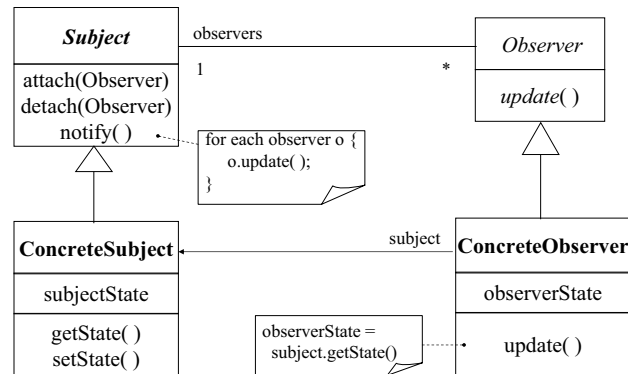 Subject
observers
Observer
1
*
attach(Observer)
detach(Observer)
notify( )
update( )
for each observer o {
o.update( );
}
ConcreteSubject
subject
ConcreteObserver
subjectState
observerState
getState( )
setState( )
observerState =
subject.getState()
update( )